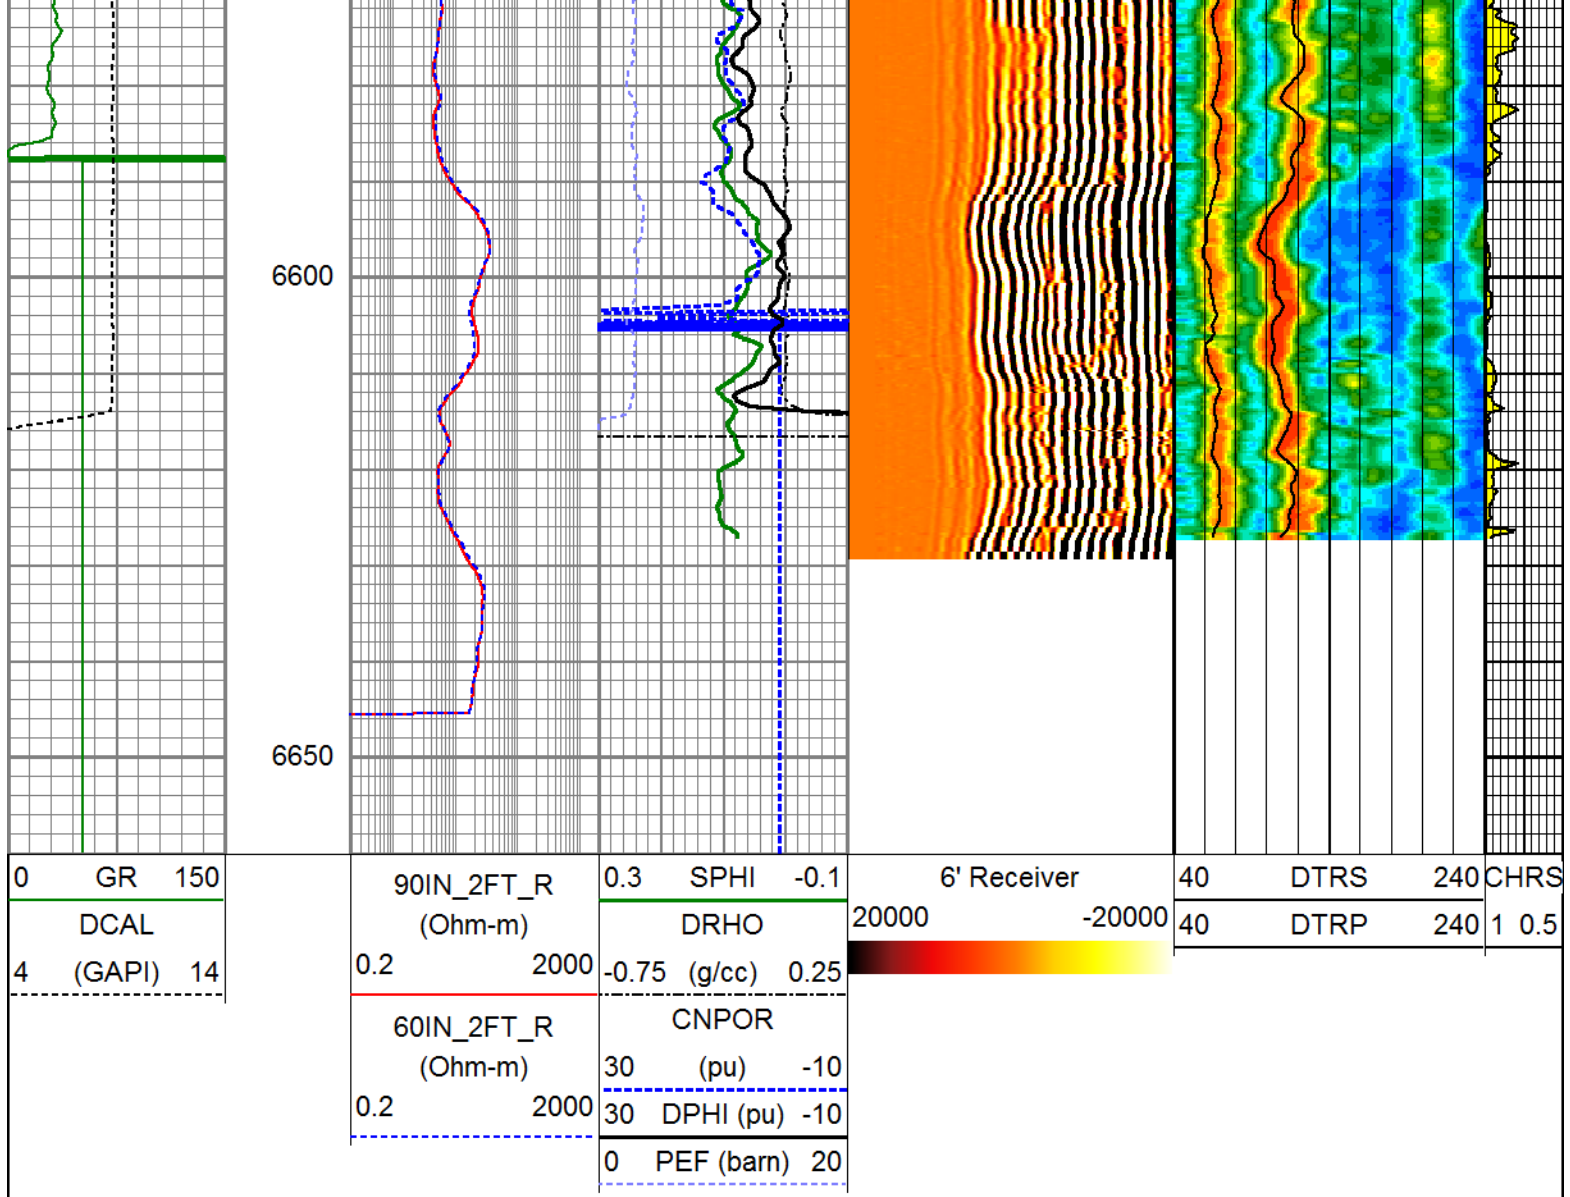 6600
6650
0 GR 150
DCAL
4 (GAPI) 14
90IN_2FT_R
(Ohm-m)
0.2 2000
60IN_2FT_R
(Ohm-m)
0.2 2000
0.3 SPHI -0.1
DRHO
-0.75 (g/cc) 0.25
CNPOR
30 (pu) -10
30 DPHI (pu) -10
0 PEF (barn) 20
6' Receiver
20000 -20000
40 DTRS 240
40 DTRP 240
CHRS
1 0.5